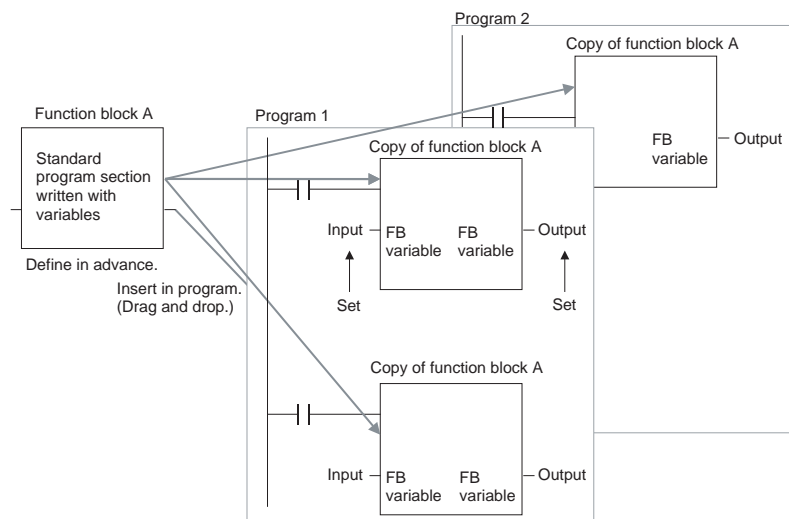 Program 2
Copy of function block A
FB
variable
Output
Function block A
Standard
program section
written with
variables
Define in advance.
Insert in program.
(Drag and drop.)
Program 1
Copy of function block A
Input
FB
variable
FB
variable
Output
Set
Set
Copy of function block A
Input
FB
variable
FB
variable
Output